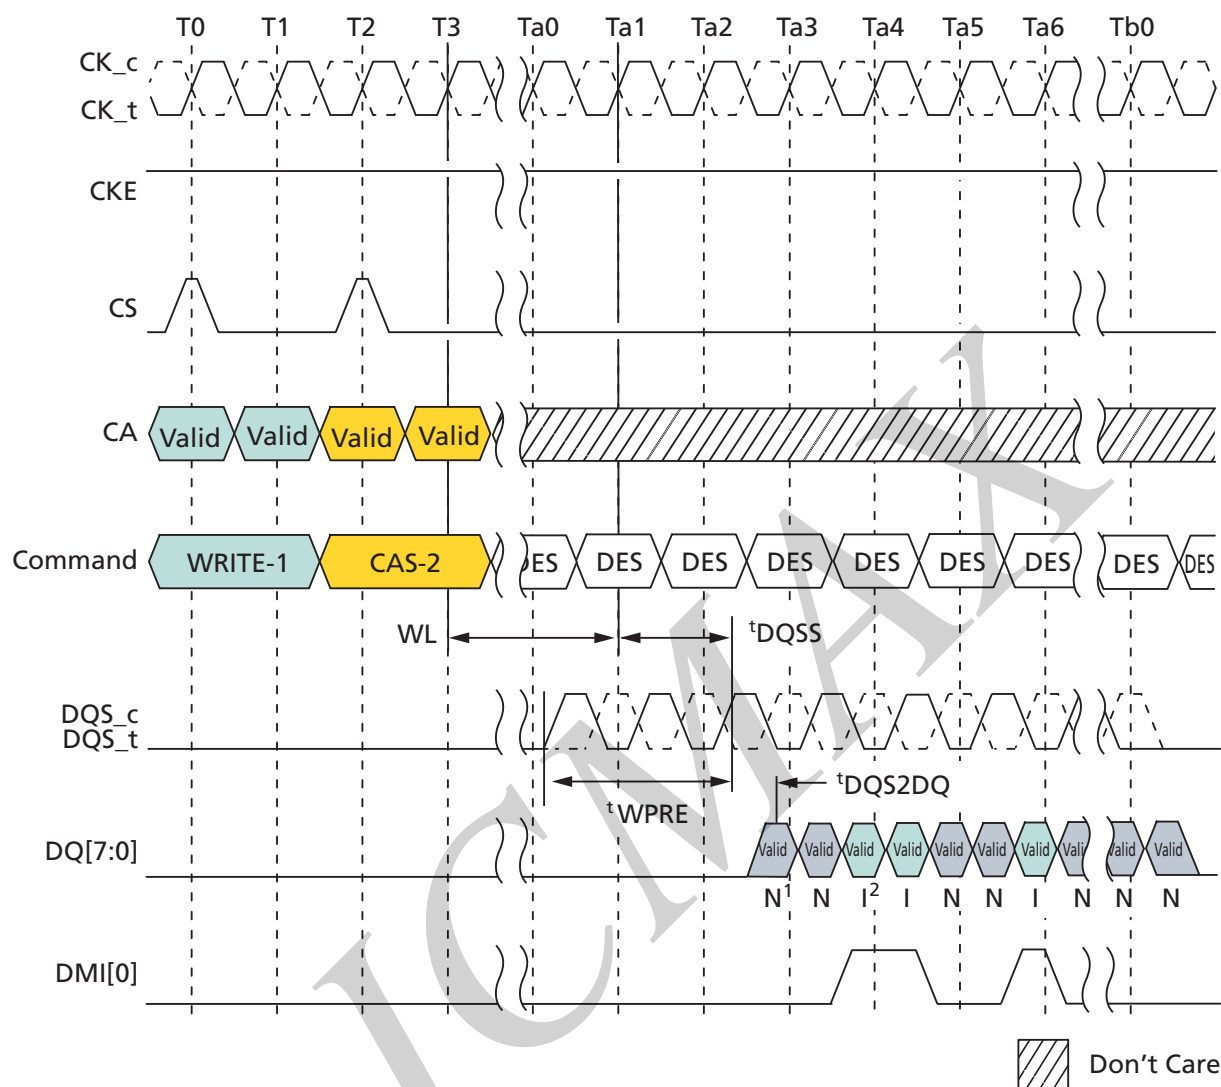 T0 T1 T2 T3 Ta0 Ta1 Ta2 Ta3 Ta4 Ta5 Ta6 Tb0
CK_c
CK_t
CKE
CS
CA Valid Valid Valid Valid
Command WRITE-1 CAS-2 DES DES DES DES DES DES DES DES DES
WL tDQSS
DQS_c
DQS_t
tDQS2DQ
tWPRE
DQ[7:0] Valid Valid Valid Valid Valid Valid Valid Valid Valid Valid
N1 N I2 I N N I N N N
DMI[0]
Don't Care
ICMAX